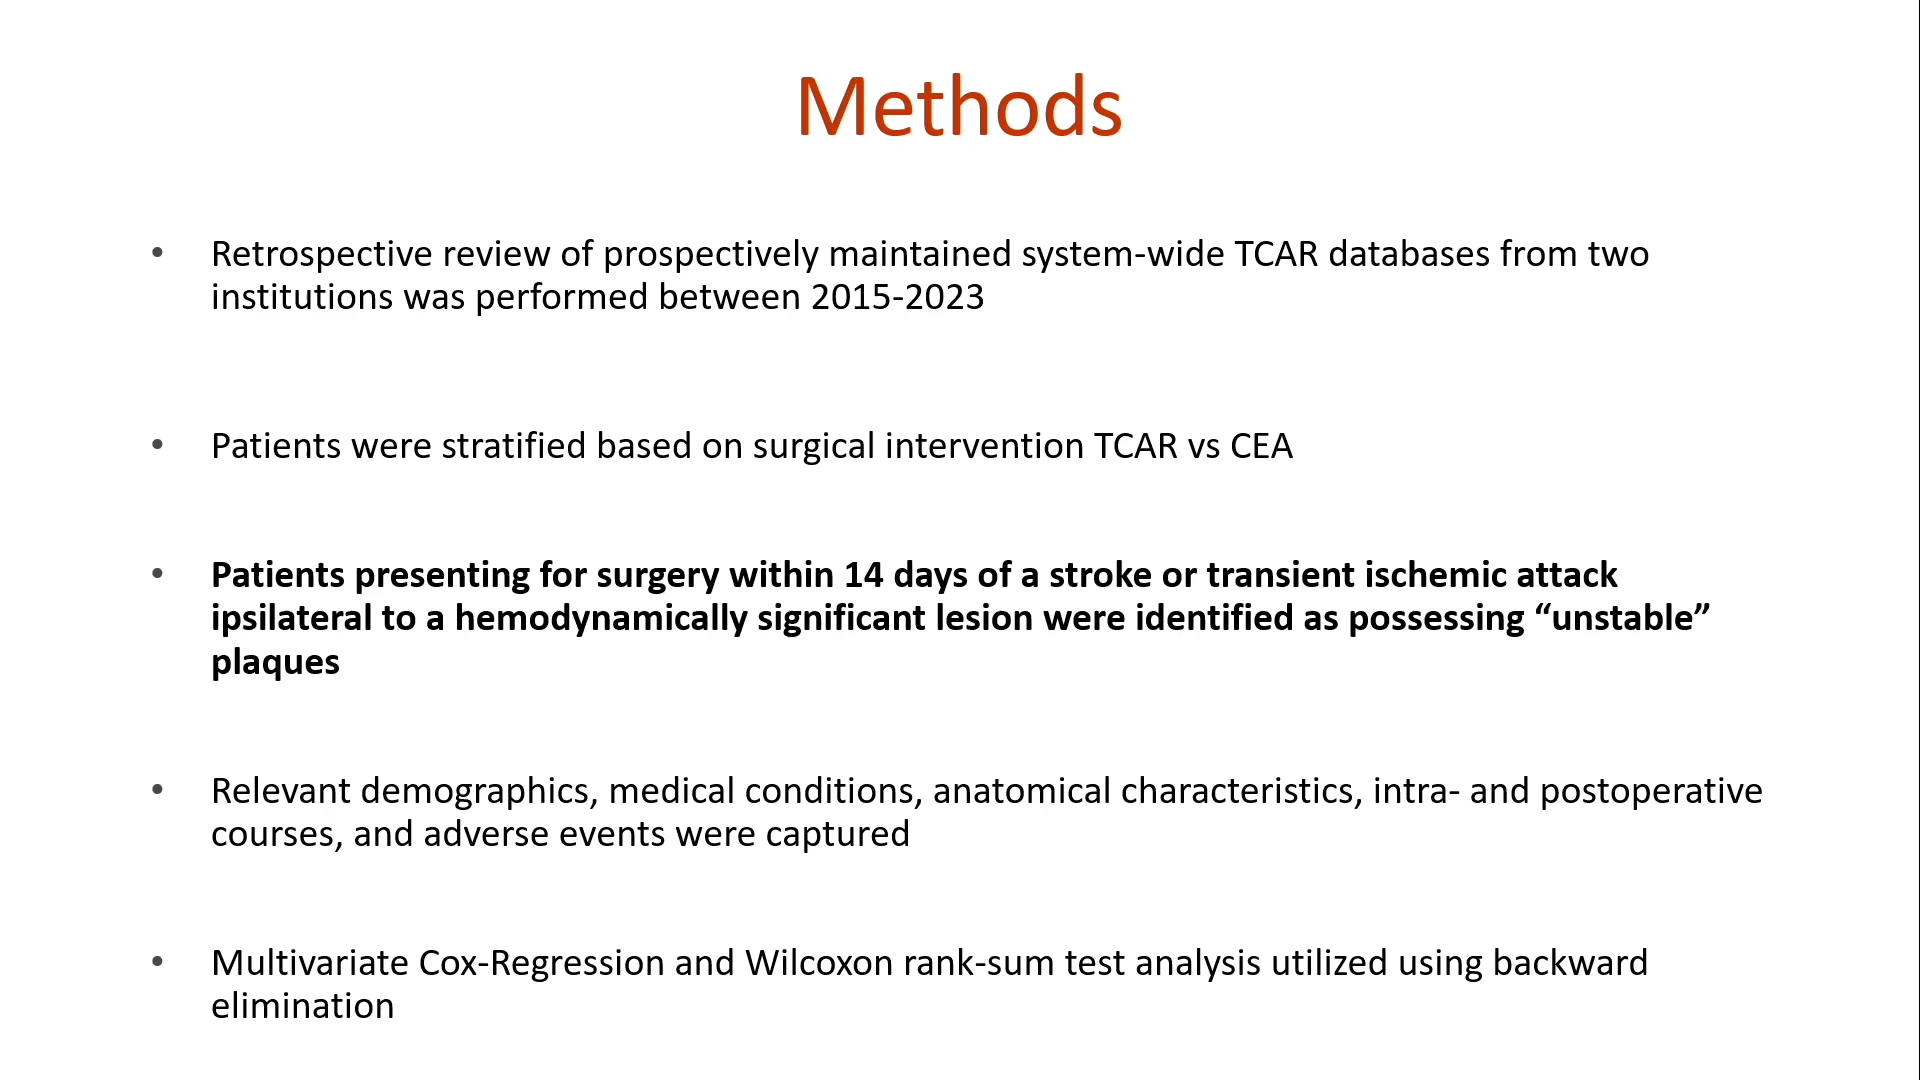 Methods
• Retrospective review of prospectively maintained system-wide TCAR databases from two
institutions was performed between 2015-2023
• Patients were stratified based on surgical intervention TCAR vs CEA
• Patients presenting for surgery within 14 days of a stroke or transient ischemic attack
ipsilateral to a hemodynamically significant lesion were identified as possessing “unstable”
plaques
• Relevant demographics, medical conditions, anatomical characteristics, intra- and postoperative
courses, and adverse events were captured
• Multivariate Cox-Regression and Wilcoxon rank-sum test analysis utilized using backward
elimination